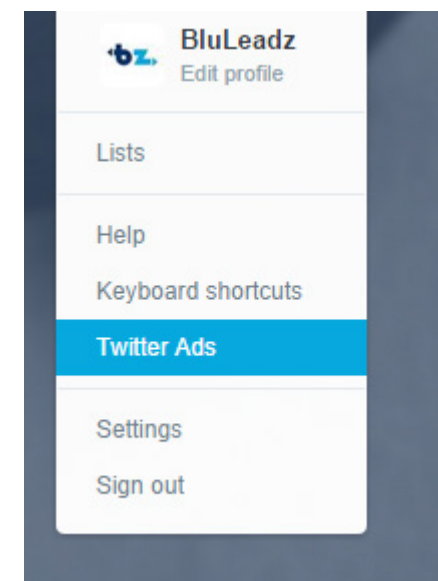 bz.
BluLeadz
Edit profile
Lists
Help
Keyboard shortcuts
Twitter Ads
Settings
Sign out